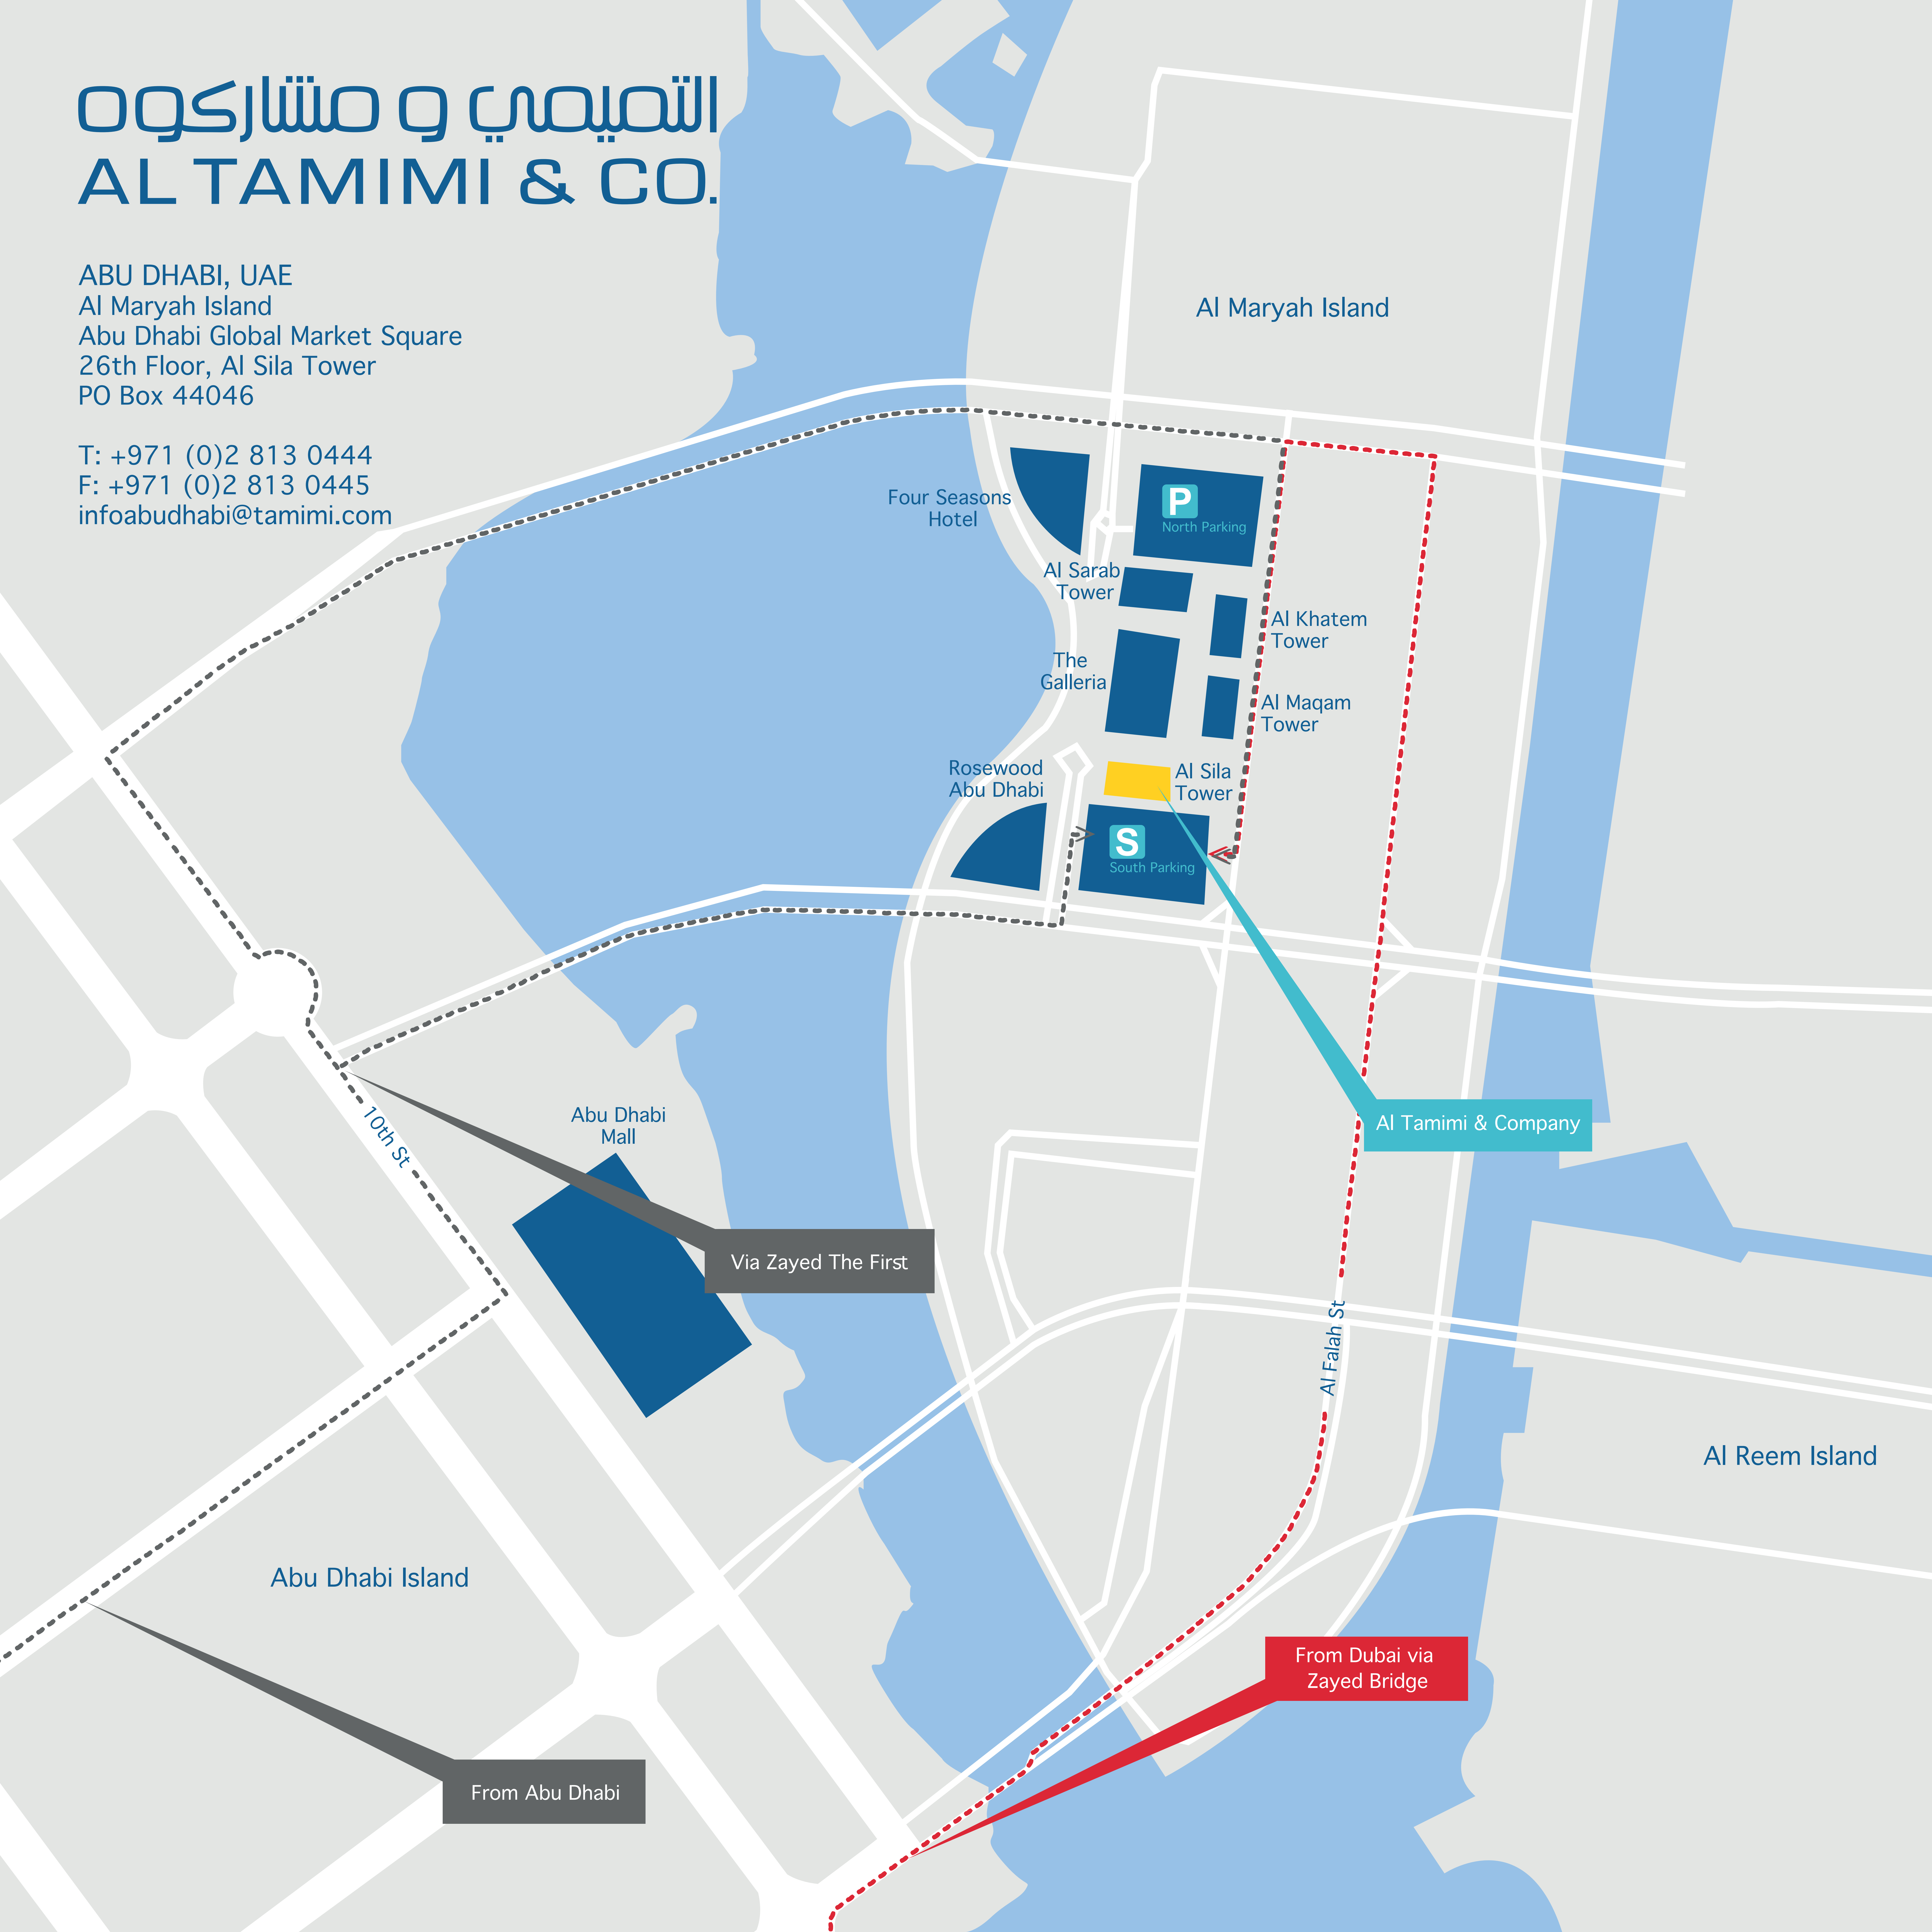 التميمي و مشاركوه
AL TAMIMI & CO.
ABU DHABI, UAE
Al Maryah Island
Abu Dhabi Global Market Square
26th Floor, Al Sila Tower
PO Box 44046
T: +971 (0)2 813 0444
F: +971 (0)2 813 0445
infoabudhabi@tamimi.com
Al Maryah Island
Four Seasons
Hotel
P
North Parking
Al Sarab
Tower
Al Khatem
Tower
The
Galleria
Al Maqam
Tower
Rosewood
Abu Dhabi
Al Sila
Tower
S
South Parking
10th St
Abu Dhabi
Mall
Al Tamimi & Company
Via Zayed The First
Al Falah St
Al Reem Island
Abu Dhabi Island
From Dubai via
Zayed Bridge
From Abu Dhabi